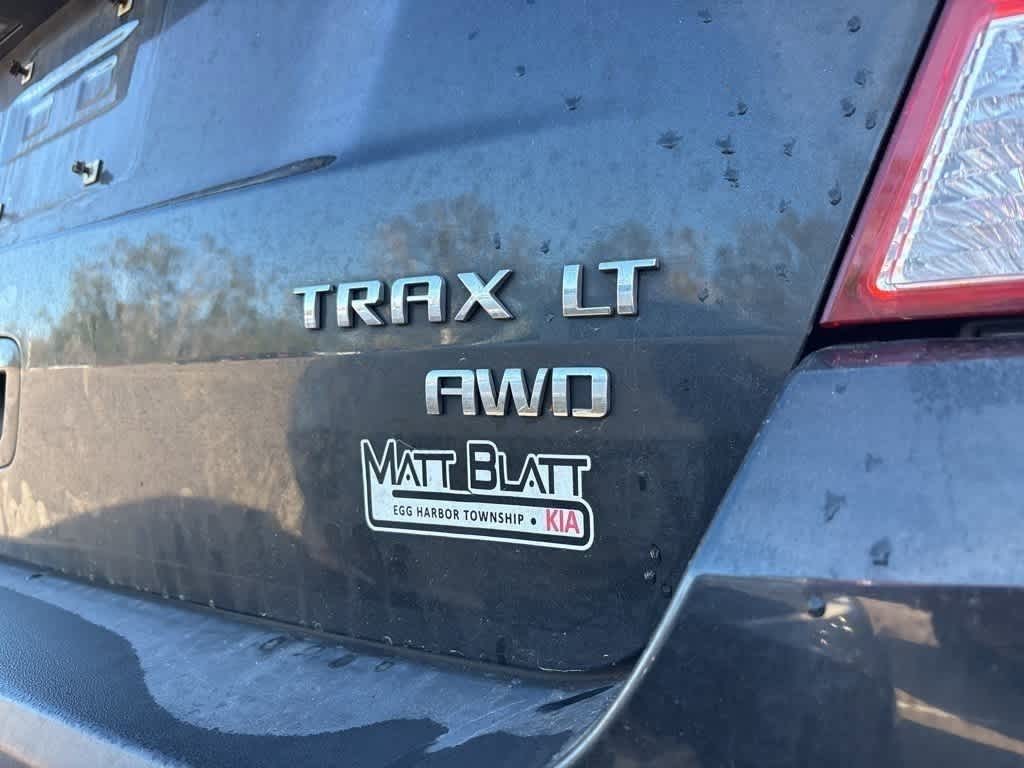 TRAX LT
AWD
MATT BLATT
EGG HARBOR TOWNSHIP • KIA